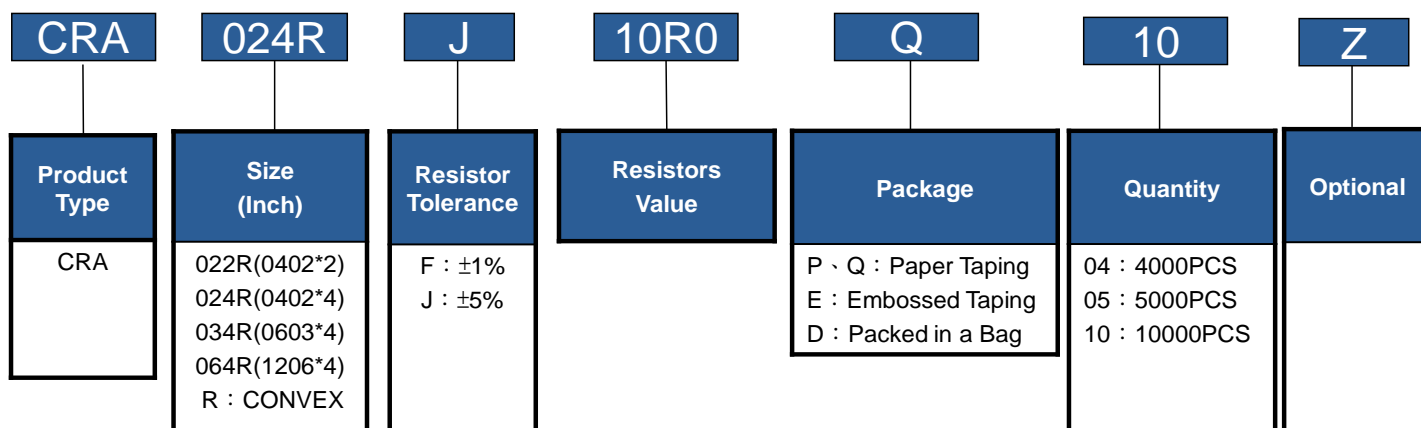 CRA 024R J 10R0 Q 10 Z
Product
Type
CRA
Size
(Inch)
022R(0402*2)
024R(0402*4)
034R(0603*4)
064R(1206*4)
R：CONVEX
Resistor
Tolerance
F：±1%
J：±5%
Resistors
Value
Package
P、Q：Paper Taping
E：Embossed Taping
D：Packed in a Bag
Quantity
04：4000PCS
05：5000PCS
10：10000PCS
Optional